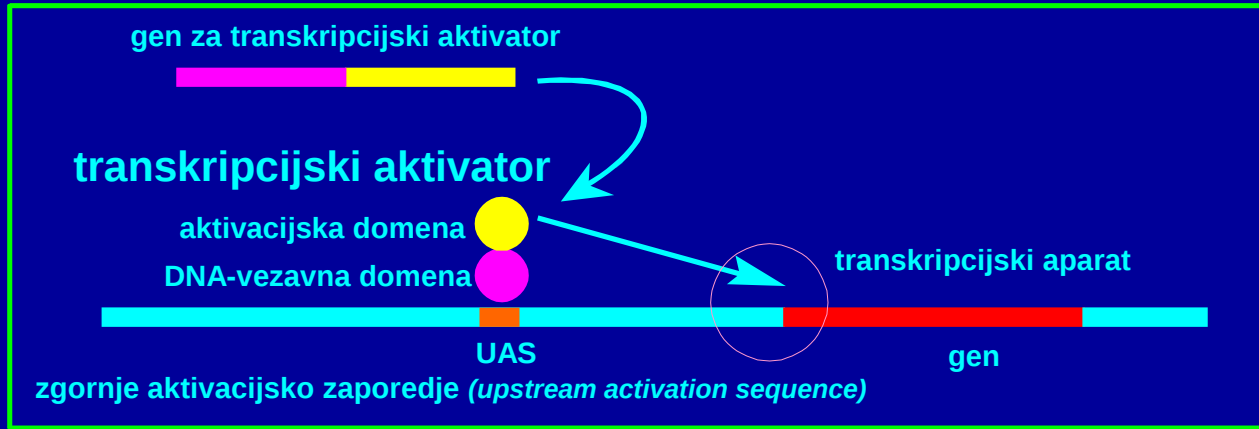 gen za transkripcijski aktivator
transkripcijski aktivator
aktivacijska domena
DNA-vezavna domena
transkripcijski aparat
UAS
gen
zgornje aktivacijsko zaporedje (upstream activation sequence)